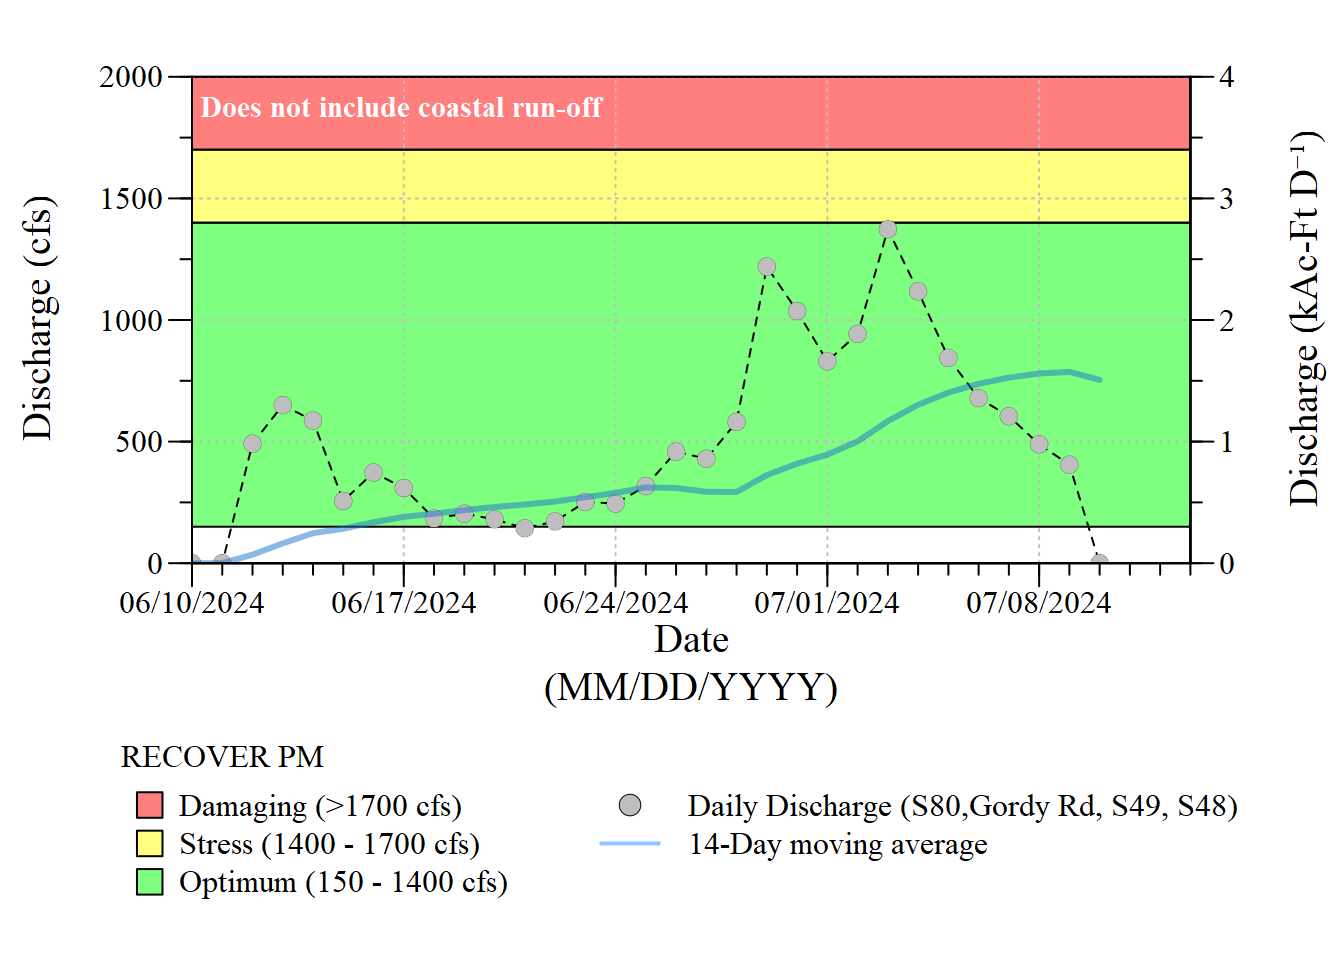 2000
1500
1000
500
0
Discharge (cfs)
Does not include coastal run-off
4
3
2
1
0
Discharge (kAc-Ft D⁻¹)
06/10/2024 06/17/2024 06/24/2024 07/01/2024 07/08/2024
Date
(MM/DD/YYYY)
RECOVER PM
Damaging (>1700 cfs)
Stress (1400 - 1700 cfs)
Optimum (150 - 1400 cfs)
Daily Discharge (S80,Gordy Rd, S49, S48)
14-Day moving average